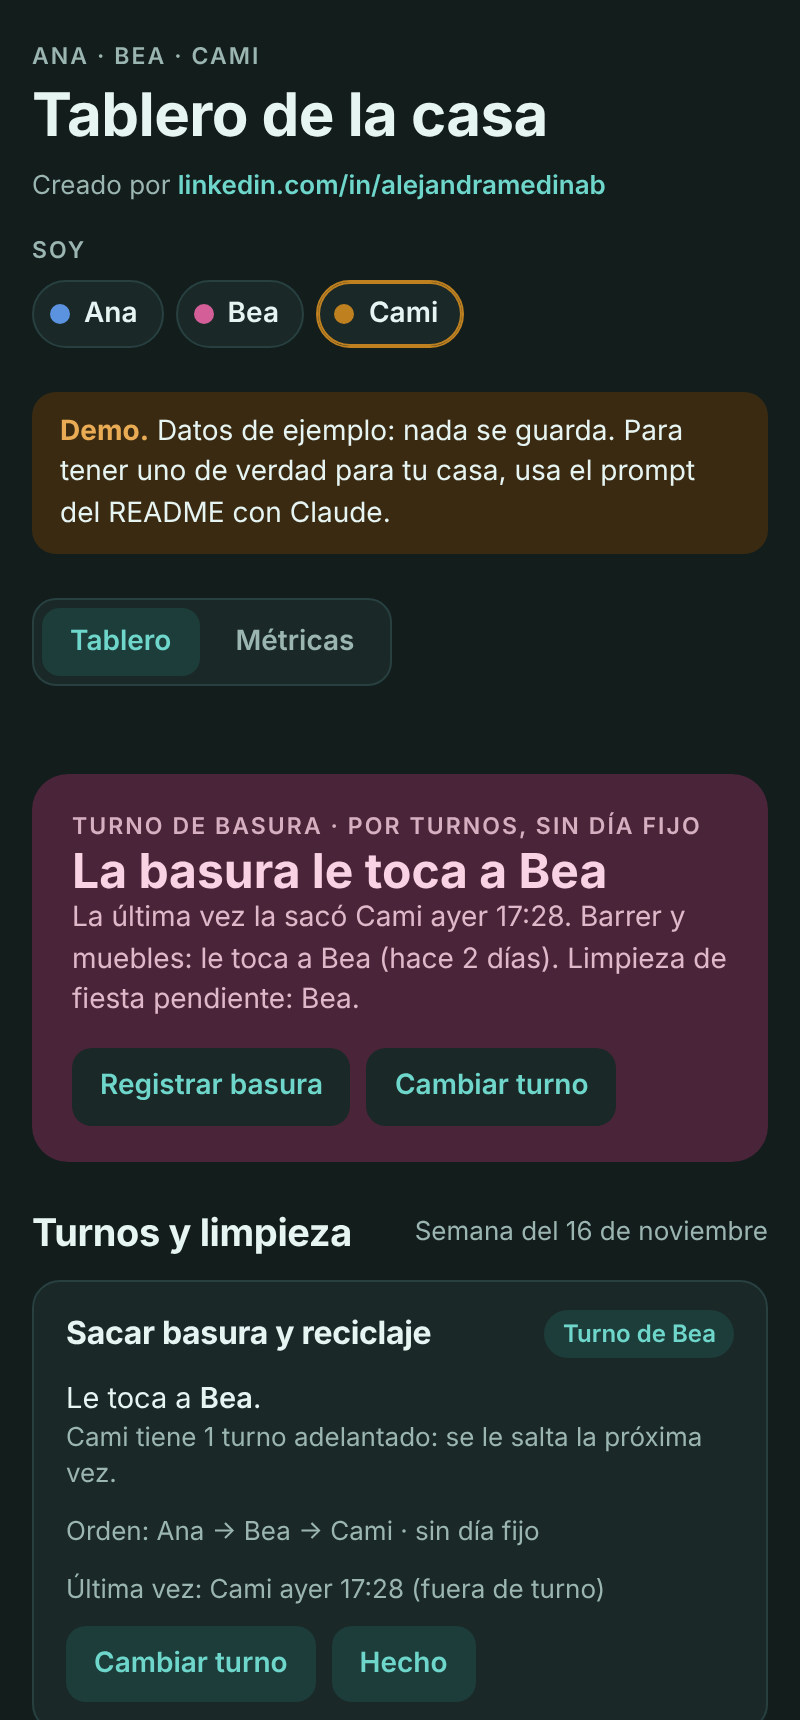 ANA · BEA · CAMI
Tablero de la casa
Creado por linkedin.com/in/alejandramedinab
SOY
Ana
Bea
Cami
Demo. Datos de ejemplo: nada se guarda. Para
tener uno de verdad para tu casa, usa el prompt
del README con Claude.
Tablero
Métricas
TURNO DE BASURA · POR TURNOS, SIN DÍA FIJO
La basura le toca a Bea
La última vez la sacó Cami ayer 17:28. Barrer y
muebles: le toca a Bea (hace 2 días). Limpieza de
fiesta pendiente: Bea.
Registrar basura
Cambiar turno
Turnos y limpieza
Semana del 16 de noviembre
Sacar basura y reciclaje
Turno de Bea
Le toca a Bea.
Cami tiene 1 turno adelantado: se le salta la próxima
vez.
Orden: Ana → Bea → Cami · sin día fijo
Última vez: Cami ayer 17:28 (fuera de turno)
Cambiar turno
Hecho